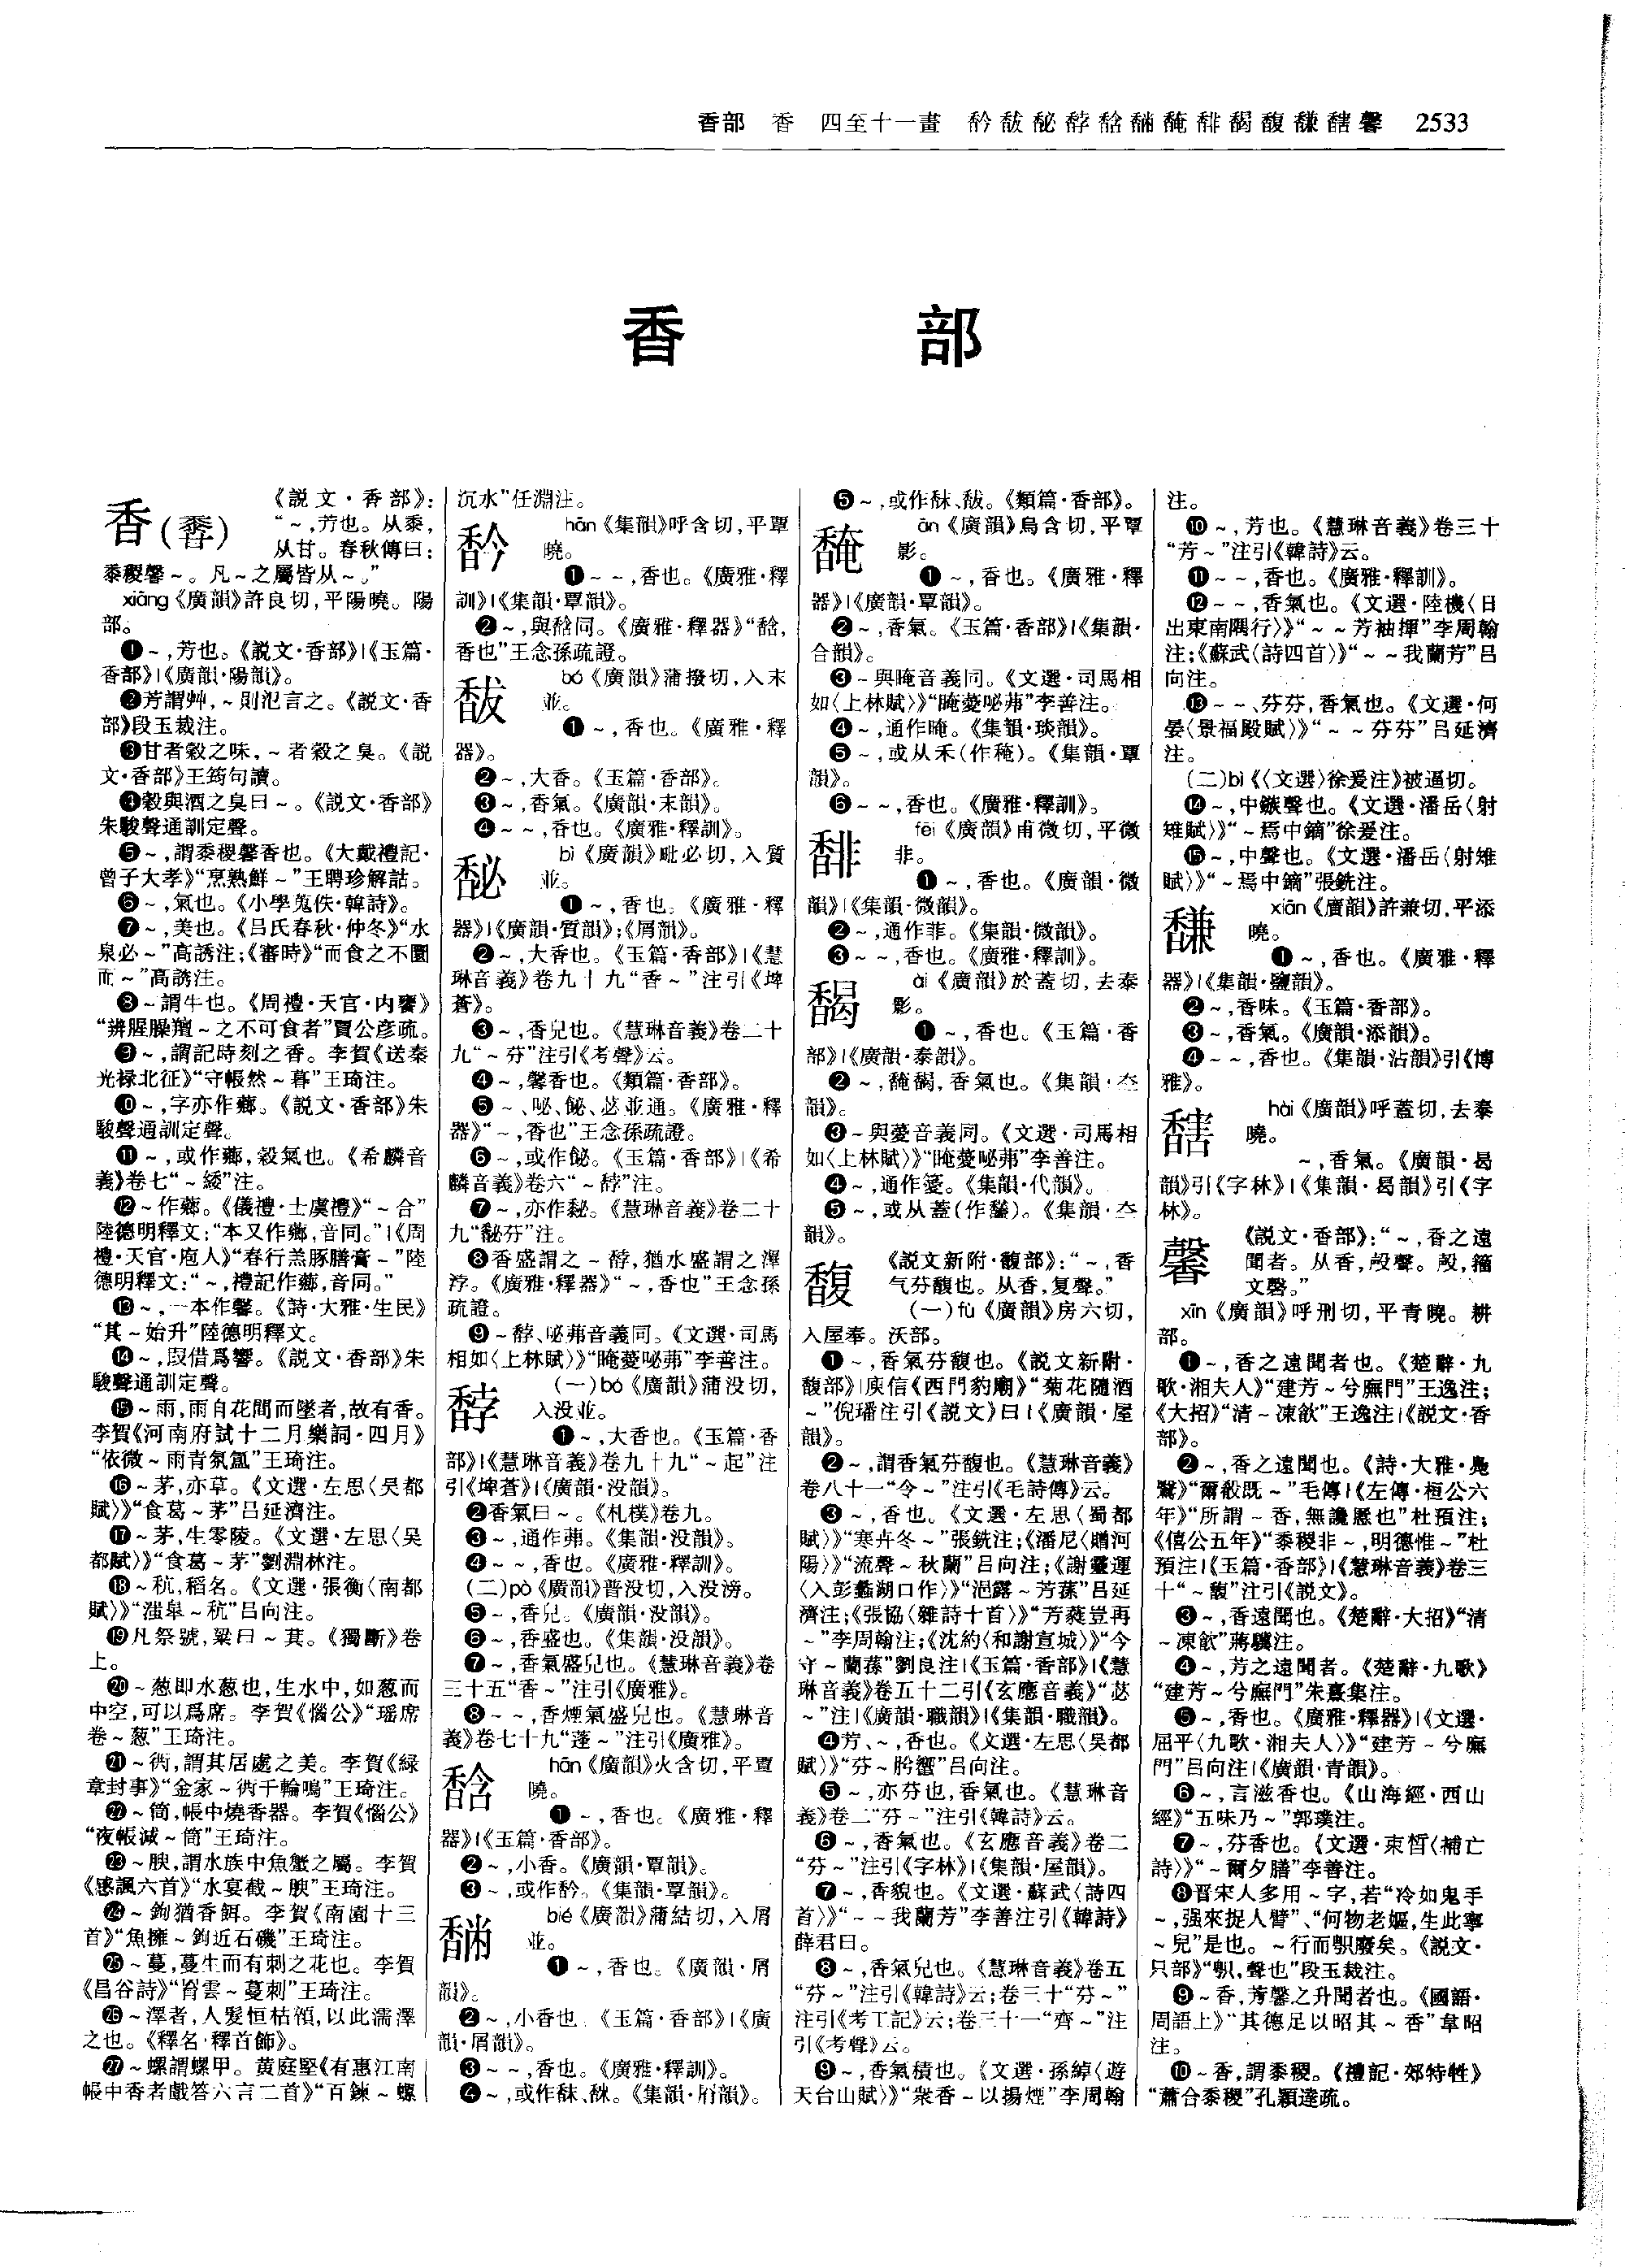 香部 香 四至十一畫 馚馛馝馞馠䭱馣馡馤馥馦䭳馨 2533
香 部
香(𪏰)
《説文·香部》:
“~,芳也。从黍,
从甘。春秋傳曰:
黍稷馨~。凡~之屬皆从~。”
xiāng《廣韻》許良切,平陽曉。陽
部。
❶~,芳也。《説文·香部》|《玉篇·
香部》|《廣韻·陽韻》。
❷芳謂艸,~則氾言之。《説文·香
部》段玉裁注。
❸甘者穀之味,~者穀之臭。《説
文·香部》王筠句讀。
❹穀與酒之臭曰~。《説文·香部》
朱駿聲通訓定聲。
❺~,謂黍稷馨香也。《大戴禮記·
曾子大孝》“烹熟鮮~”王聘珍解詁。
❻~,氣也。《小學蒐佚·韓詩》。
❼~,美也。《吕氏春秋·仲冬》“水
泉必~”高誘注;《審時》“而食之不圜
而~”高誘注。
❽~謂牛也。《周禮·天官·内饔》
“辨腥臊羶~之不可食者”賈公彦疏。
❾~,謂記時刻之香。李賀《送秦
光禄北征》“守帳然~暮”王琦注。
❿~,字亦作薌。《説文·香部》朱
駿聲通訓定聲。
⓫~,或作薌,穀氣也。《希麟音
義》卷七“~緌”注。
⓬~作薌。《儀禮·士虞禮》“~合”
陸德明釋文:“本又作薌,音同。”|《周
禮·天官·庖人》“春行羔豚膳膏~”陸
德明釋文:“~,禮記作薌,音同。”
⓭~,一本作馨。《詩·大雅·生民》
“其~始升”陸德明釋文。
⓮~,叚借爲響。《説文·香部》朱
駿聲通訓定聲。
⓯~雨,雨自花間而墜者,故有香。
李賀《河南府試十二月樂詞·四月》
“依微~雨青氛氲”王琦注。
⓰~茅,亦草。《文選·左思〈吴都
賦〉》“食葛~茅”吕延濟注。
⓱~茅,生零陵。《文選·左思〈吴
都賦〉》“食葛~茅”劉淵林注。
⓲~秔,稻名。《文選·張衡〈南都
賦〉》“滍皋~秔”吕向注。
⓳凡祭號,粱曰~萁。《獨斷》卷
上。
⓴~葱即水葱也,生水中,如葱而
中空,可以爲席。李賀《惱公》“瑶席
卷~葱”王琦注。
㉑~衖,謂其居處之美。李賀《緑
章封事》“金家~衖千輪鳴”王琦注。
㉒~筒,帳中燒香器。李賀《惱公》
“夜帳減~筒”王琦注。
㉓~腴,謂水族中魚蟹之屬。李賀
《感諷六首》“水宴截~腴”王琦注。
㉔~鉤猶香餌。李賀《南園十三
首》“魚擁~鉤近石磯”王琦注。
㉕~蔓,蔓生而有刺之花也。李賀
《昌谷詩》“胃雲~蔓刺”王琦注。
㉖~澤者,人髮恒枯領,以此濡澤
之也。《釋名·釋首飾》。
㉗~螺謂螺甲。黄庭堅《有惠江南
帳中香者戲答六言二首》“百鍊~螺
沉水”任淵注。
馚
hān《集韻》呼含切,平覃
曉。
❶~~,香也。《廣雅·釋
訓》|《集韻·覃韻》。
❷~,與馠同。《廣雅·釋器》“馠,
香也”王念孫疏證。
馛
bó《廣韻》蒲撥切,入末
並。
❶~,香也。《廣雅·釋
器》。
❷~,大香。《玉篇·香部》。
❸~,香氣。《廣韻·末韻》。
❹~~,香也。《廣雅·釋訓》。
馝
bì《廣韻》毗必切,入質
並。
❶~,香也。《廣雅·釋
器》|《廣韻·質韻》;《屑韻》。
❷~,大香也。《玉篇·香部》|《慧
琳音義》卷九十九“香~”注引《埤
蒼》。
❸~,香皃也。《慧琳音義》卷二十
九“~芬”注引《考聲》云。
❹~,馨香也。《類篇·香部》。
❺~、咇、飶、苾並通。《廣雅·釋
器》“~,香也”王念孫疏證。
❻~,或作飶。《玉篇·香部》|《希
麟音義》卷六“~馞”注。
❼~,亦作䵥。《慧琳音義》卷二十
九“䵥芬”注。
❽香盛謂之~馞,猶水盛謂之滭
浡。《廣雅·釋器》“~,香也”王念孫
疏證。
❾~馞、咇茀音義同。《文選·司馬
相如〈上林賦〉》“晻薆咇茀”李善注。
馞
(一)bó《廣韻》蒲没切,
入没並。
❶~,大香也。《玉篇·香
部》|《慧琳音義》卷九十九“~起”注
引《埤蒼》|《廣韻·没韻》。
❷香氣曰~。《札樸》卷九。
❸~,通作茀。《集韻·没韻》。
❹~~,香也。《廣雅·釋訓》。
(二)pò《廣韻》普没切,入没滂。
❺~,香皃。《廣韻·没韻》。
❻~,香盛也。《集韻·没韻》。
❼~,香氣盛皃也。《慧琳音義》卷
三十五“香~”注引《廣雅》。
❽~~,香煙氣盛皃也。《慧琳音
義》卷七十九“蓬~”注引《廣雅》。
馠
hān《廣韻》火含切,平覃
曉。
❶~,香也。《廣雅·釋
器》|《玉篇·香部》。
❷~,小香。《廣韻·覃韻》。
❸~,或作馚。《集韻·覃韻》。
䭱
bié《廣韻》蒲結切,入屑
並。
❶~,香也。《廣韻·屑
韻》。
❷~,小香也。《玉篇·香部》|《廣
韻·屑韻》。
❸~~,香也。《廣雅·釋訓》。
❹~,或作䬛、䬛。《集韻·屑韻》。
❺~,或作䬛、馛。《類篇·香部》。
馣
ān《廣韻》烏含切,平覃
影。
❶~,香也。《廣雅·釋
器》|《廣韻·覃韻》。
❷~,香氣。《玉篇·香部》|《集韻·
合韻》。
❸~與晻音義同。《文選·司馬相
如〈上林賦〉》“晻薆咇茀”李善注。
❹~,通作晻。《集韻·琰韻》。
❺~,或从禾(作䅖)。《集韻·覃
韻》。
❻~~,香也。《廣雅·釋訓》。
馡
fēi《廣韻》甫微切,平微
非。
❶~,香也。《廣韻·微
韻》|《集韻·微韻》。
❷~,通作菲。《集韻·微韻》。
❸~~,香也。《廣雅·釋訓》。
馤
ài《廣韻》於蓋切,去泰
影。
❶~,香也。《玉篇·香
部》|《廣韻·泰韻》。
❷~,馣馤,香氣也。《集韻·夳
韻》。
❸~與薆音義同。《文選·司馬相
如〈上林賦〉》“晻薆咇茀”李善注。
❹~,通作薆。《集韻·代韻》。
❺~,或从蓋(作䭳)。《集韻·夳
韻》。
馥
《説文新附·馥部》:“~,香
气芬馥也。从香,复聲。”
(一)fù《廣韻》房六切,
入屋奉。沃部。
❶~,香氣芬馥也。《説文新附·
馥部》|庾信《西門豹廟》“菊花隨酒
~”倪璠注引《説文》曰|《廣韻·屋
韻》。
❷~,謂香氣芬馥也。《慧琳音義》
卷八十一“令~”注引《毛詩傳》云。
❸~,香也。《文選·左思〈蜀都
賦〉》“寒卉冬~”張銑注;《潘尼〈贈河
陽〉》“流聲~秋蘭”吕向注;《謝靈運
〈入彭蠡湖口作〉》“浥露~芳蓀”吕延
濟注;《張協〈雜詩十首〉》“芳蕤豈再
~”李周翰注;《沈約〈和謝宣城〉》“今
守~蘭蓀”劉良注|《玉篇·香部》|《慧
琳音義》卷五十二引《玄應音義》“苾
~”注|《廣韻·職韻》|《集韻·職韻》。
❹芳、~,香也。《文選·左思〈吴都
賦〉》“芬~肹蠁”吕向注。
❺~,亦芬也,香氣也。《慧琳音
義》卷二“芬~”注引《韓詩》云。
❻~,香氣也。《玄應音義》卷二
“芬~”注引《字林》|《集韻·屋韻》。
❼~,香貌也。《文選·蘇武〈詩四
首〉》“~~我蘭芳”李善注引《韓詩》
薛君曰。
❽~,香氣皃也。《慧琳音義》卷五
“芬~”注引《韓詩》云;卷三十“芬~”
注引《考工記》云;卷三十一“齊~”注
引《考聲》云。
❾~,香氣積也。《文選·孫綽〈遊
天台山賦〉》“衆香~以揚煙”李周翰
注。
❿~,芳也。《慧琳音義》卷三十
“芳~”注引《韓詩》云。
⓫~~,香也。《廣雅·釋訓》。
⓬~~,香氣也。《文選·陸機〈日
出東南隅行〉》“~~芳袖揮”李周翰
注;《蘇武〈詩四首〉》“~~我蘭芳”吕
向注。
⓭~~、芬芬,香氣也。《文選·何
晏〈景福殿賦〉》“~~芬芬”吕延濟
注。
(二)bì《〈文選〉徐爰注》被逼切。
⓮~,中鏃聲也。《文選·潘岳〈射
雉賦〉》“~焉中鏑”徐爰注。
⓯~,中聲也。《文選·潘岳〈射雉
賦〉》“~焉中鏑”張銑注。
馦
xiān《廣韻》許兼切,平添
曉。
❶~,香也。《廣雅·釋
器》|《集韻·鹽韻》。
❷~,香味。《玉篇·香部》。
❸~,香氣。《廣韻·添韻》。
❹~~,香也。《集韻·沾韻》引《博
雅》。
hài《廣韻》呼蓋切,去泰
曉。
~,香氣。《廣韻·曷
韻》引《字林》|《集韻·曷韻》引《字
林》。
馨
《説文·香部》:“~,香之遠
聞者。从香,殸聲。殸,籀
文磬。”
xīn《廣韻》呼刑切,平青曉。耕
部。
❶~,香之遠聞者也。《楚辭·九
歌·湘夫人》“建芳~兮廡門”王逸注;
《大招》“清~凍飲”王逸注|《説文·香
部》。
❷~,香之遠聞也。《詩·大雅·鳧
鷖》“爾殽既~”毛傳|《左傳·桓公六
年》“所謂~香,無讒慝也”杜預注;
《僖公五年》“黍稷非~,明德惟~”杜
預注|《玉篇·香部》|《慧琳音義》卷三
十“~馥”注引《説文》。
❸~,香遠聞也。《楚辭·大招》“清
~凍飲”蔣驥注。
❹~,芳之遠聞者。《楚辭·九歌》
“建芳~兮廡門”朱熹集注。
❺~,香也。《廣雅·釋器》|《文選·
屈平〈九歌·湘夫人〉》“建芳~兮廡
門”吕向注|《廣韻·青韻》。
❻~,言滋香也。《山海經·西山
經》“五味乃~”郭璞注。
❼~,芬香也。《文選·束皙〈補亡
詩〉》“~爾夕膳”李善注。
❽晋宋人多用~字,若“冷如鬼手
~,强來捉人臂”、“何物老嫗,生此寧
~兒”是也。~行而𠷎廢矣。《説文·
只部》“𠷎,聲也”段玉裁注。
❾~香,芳馨之升聞者也。《國語·
周語上》“其德足以昭其~香”韋昭
注。
❿~香,謂黍稷。《禮記·郊特牲》
“蕭合黍稷”孔穎達疏。